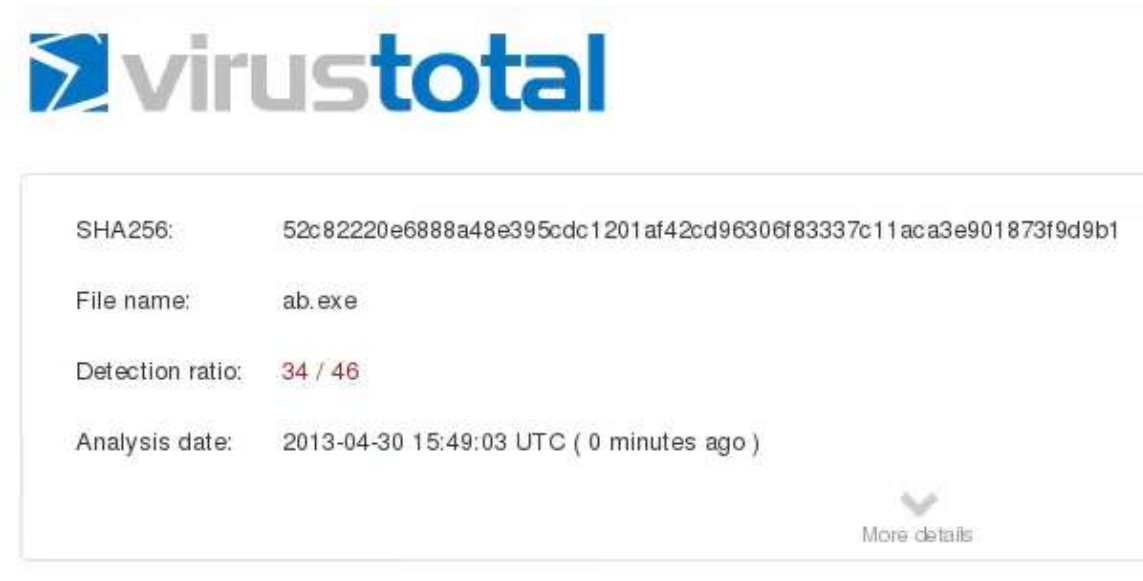 virustotal
SHA256: 52c82220e6888a48e395cdc1201af42cd96306f83337c11aca3e901873f9d9b1
File name: ab.exe
Detection ratio: 34 / 46
Analysis date: 2013-04-30 15:49:03 UTC ( 0 minutes ago )
More details